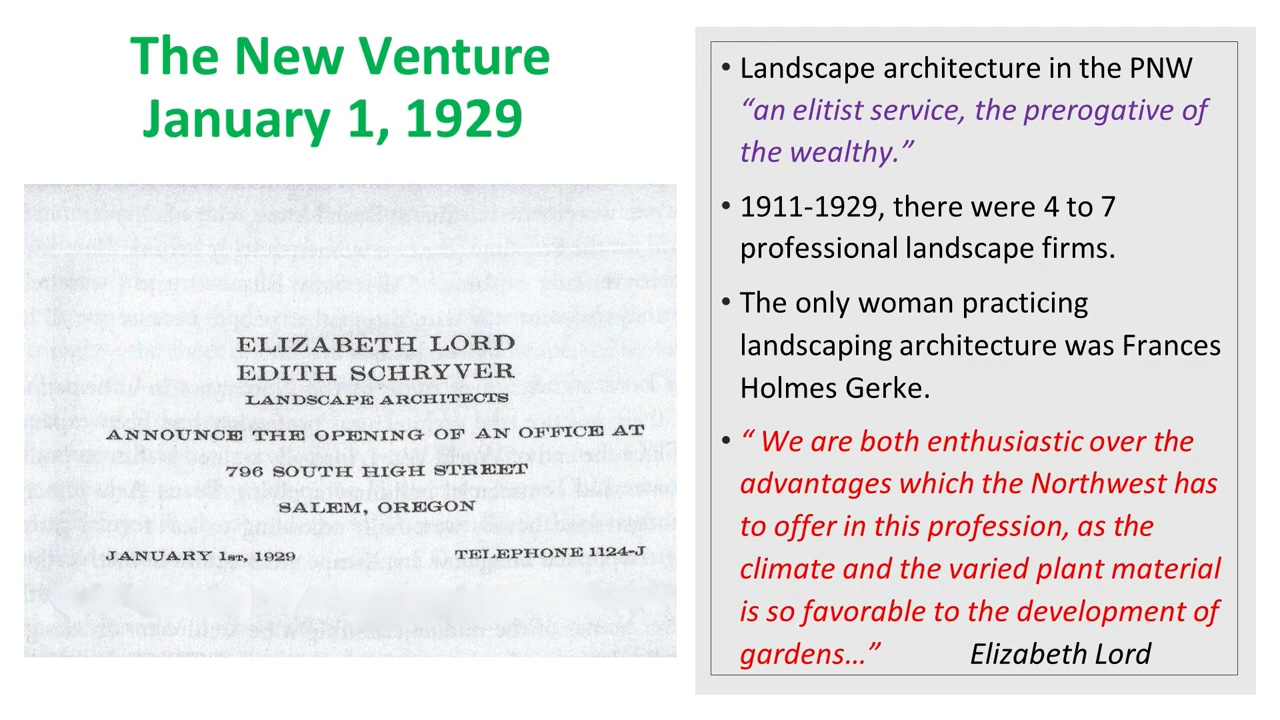 The New Venture
January 1, 1929
ELIZABETH LORD
EDITH SCHRYVER
LANDSCAPE ARCHITECTS
ANNOUNCE THE OPENING OF AN OFFICE AT
796 SOUTH HIGH STREET
SALEM, OREGON
JANUARY 1ST, 1929 TELEPHONE 1124-J
• Landscape architecture in the PNW
“an elitist service, the prerogative of
the wealthy.”
• 1911-1929, there were 4 to 7
professional landscape firms.
• The only woman practicing
landscaping architecture was Frances
Holmes Gerke.
• “ We are both enthusiastic over the
advantages which the Northwest has
to offer in this profession, as the
climate and the varied plant material
is so favorable to the development of
gardens…” Elizabeth Lord